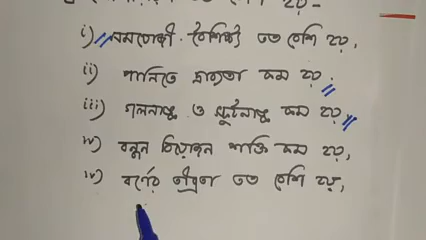 i) সমযোজী বৈশিষ্ট্য তত বেশি হয়,
ii) পানিতে দ্রাব্যতা কম হয়,
iii) গলনাঙ্ক ও স্ফুটনাঙ্ক কম হয়,
iv) বন্ধন বিয়োজন শক্তি কম হয়,
iv) বর্ণের তীব্রতা তত বেশি হয়,